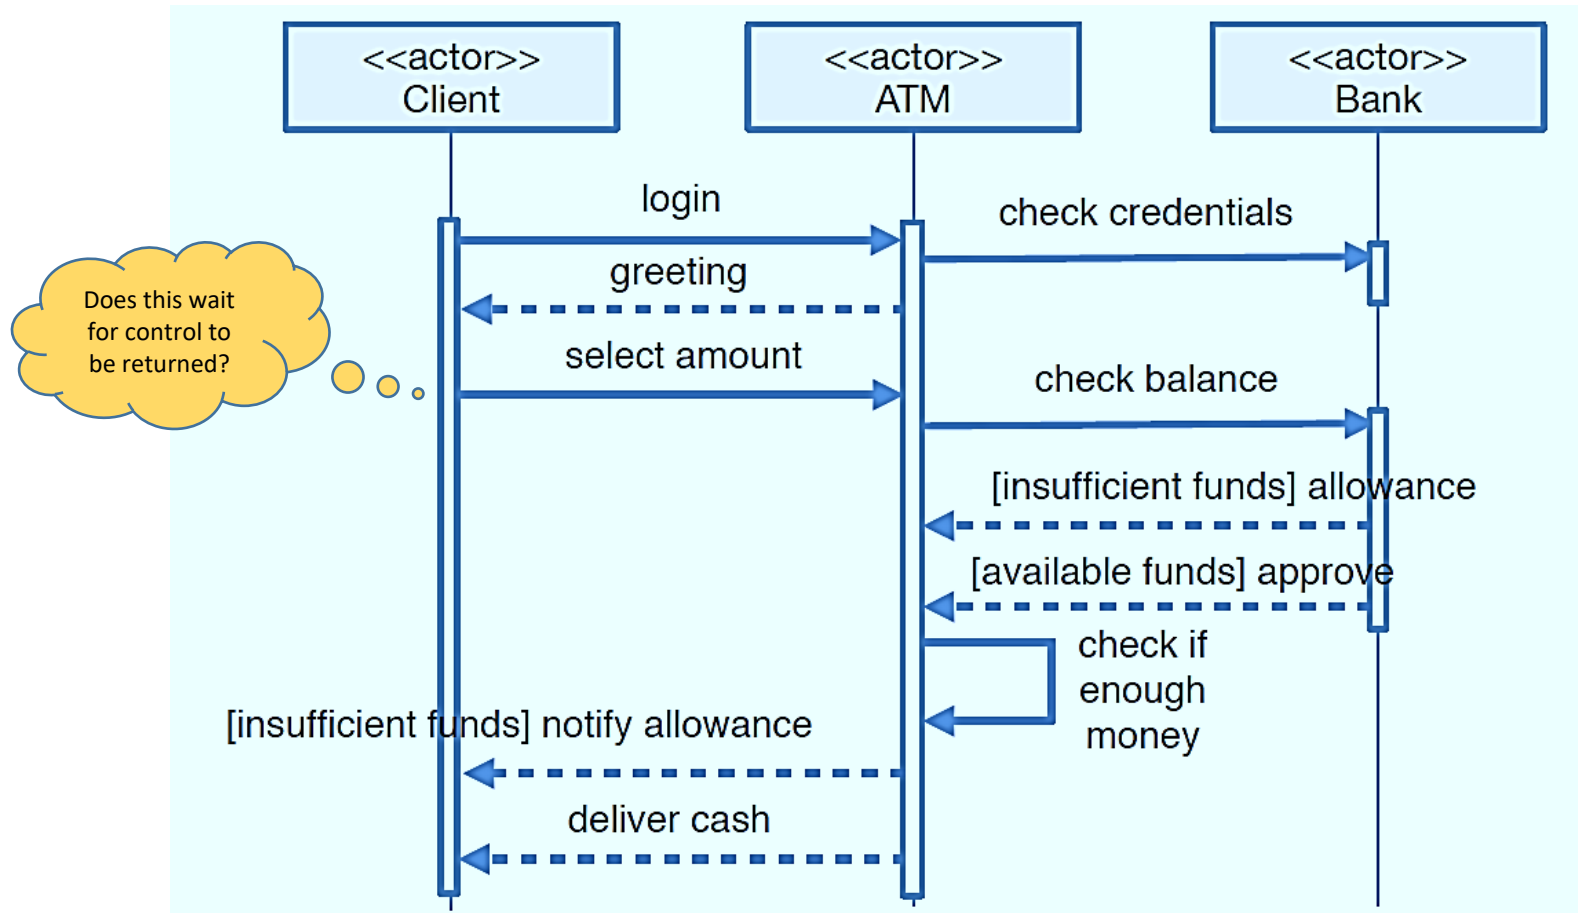 <<actor>>
Client
<<actor>>
ATM
<<actor>>
Bank
login
check credentials
greeting
Does this wait
for control to
be returned?
select amount
check balance
[insufficient funds] allowance
[available funds] approve
check if
enough
money
[insufficient funds] notify allowance
deliver cash